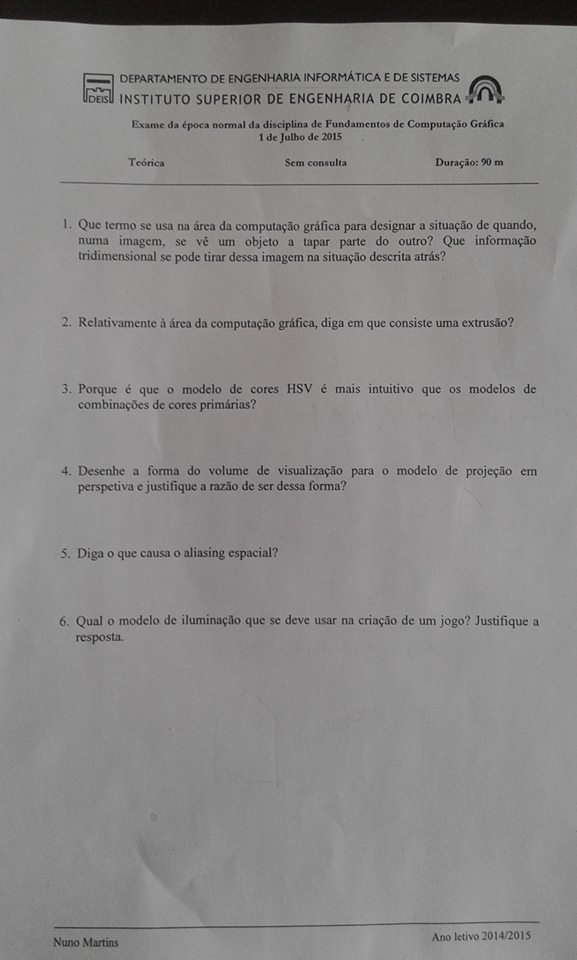 DEPARTAMENTO DE ENGENHARIA INFORMÁTICA E DE SISTEMAS
DEIS INSTITUTO SUPERIOR DE ENGENHARIA DE COIMBRA
Exame da época normal da disciplina de Fundamentos de Computação Gráfica
1 de Julho de 2015
Teórica Sem consulta Duração: 90 m
1. Que termo se usa na área da computação gráfica para designar a situação de quando,
numa imagem, se vê um objeto a tapar parte do outro? Que informação
tridimensional se pode tirar dessa imagem na situação descrita atrás?
2. Relativamente à área da computação gráfica, diga em que consiste uma extrusão?
3. Porque é que o modelo de cores HSV é mais intuitivo que os modelos de
combinações de cores primárias?
4. Desenhe a forma do volume de visualização para o modelo de projeção em
perspetiva e justifique a razão de ser dessa forma?
5. Diga o que causa o aliasing espacial?
6. Qual o modelo de iluminação que se deve usar na criação de um jogo? Justifique a
resposta.
Nuno Martins Ano letivo 2014/2015